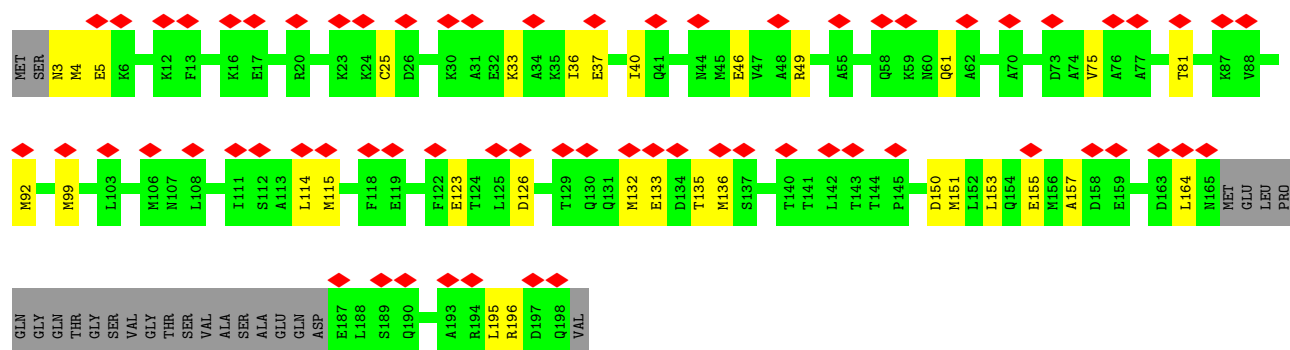 MET SER N3 M4 E5 K6 K12 F13 K16 E17 R20 K23 K24 C25 D26 K30 A31 E32 K33 A34 K35 I36 E37 I40 Q41 N44 M45 E46 V47 A48 R49 A55 Q58 K59 N60 Q61 A62 A70 D73 A74 V75 A76 A77 T81 K87 V88
M92 M99 L103 M106 N107 L108 I111 S112 A113 L114 M115 F118 E119 F122 E123 T124 L125 D126 T129 Q130 Q131 M132 E133 D134 T135 M136 S137 T140 T141 L142 T143 T144 P145 D150 M151 L152 L153 Q154 E155 M156 A157 D158 E159 D163 L164 N165 MET GLU LEU PRO
GLN GLY GLN THR GLY SER VAL GLY THR SER VAL ALA SER ALA GLU GLN ASP E187 L188 S189 Q190 A193 R194 L195 R196 D197 Q198 VAL